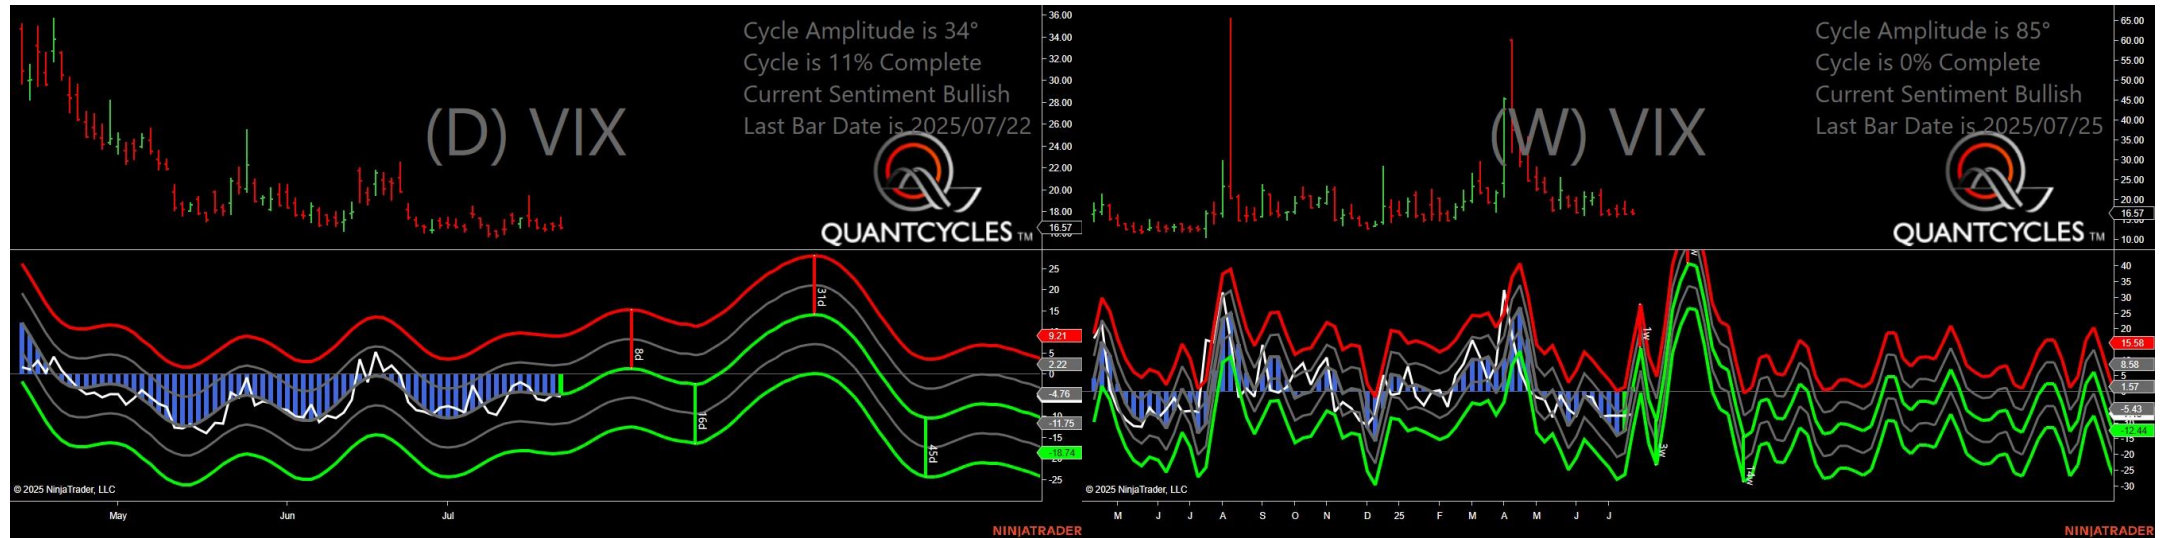 Cycle Amplitude is 34°
Cycle is 11% Complete
Current Sentiment Bullish
Last Bar Date is 2025/07/22
(D) VIX
QUANTCYCLES TM
36.00
34.00
32.00
30.00
28.00
26.00
24.00
22.00
20.00
18.00
16.57
25
20
15
9.21
5
2.22
0
-4.76
-11.75
-15
-18.74
-25
8d
16d
31d
45d
© 2025 NinjaTrader, LLC
May
Jun
Jul
NINJATRADER
Cycle Amplitude is 85°
Cycle is 0% Complete
Current Sentiment Bullish
Last Bar Date is 2025/07/25
(W) VIX
QUANTCYCLES TM
65.00
60.00
55.00
50.00
45.00
40.00
35.00
30.00
25.00
20.00
16.57
10.00
40
35
30
25
20
15.58
8.58
5
1.57
-5.43
-12.44
-15
-20
-25
-30
1w
3w
14w
© 2025 NinjaTrader, LLC
M J J A S O N D 25 F M A M J J
NINJATRADER